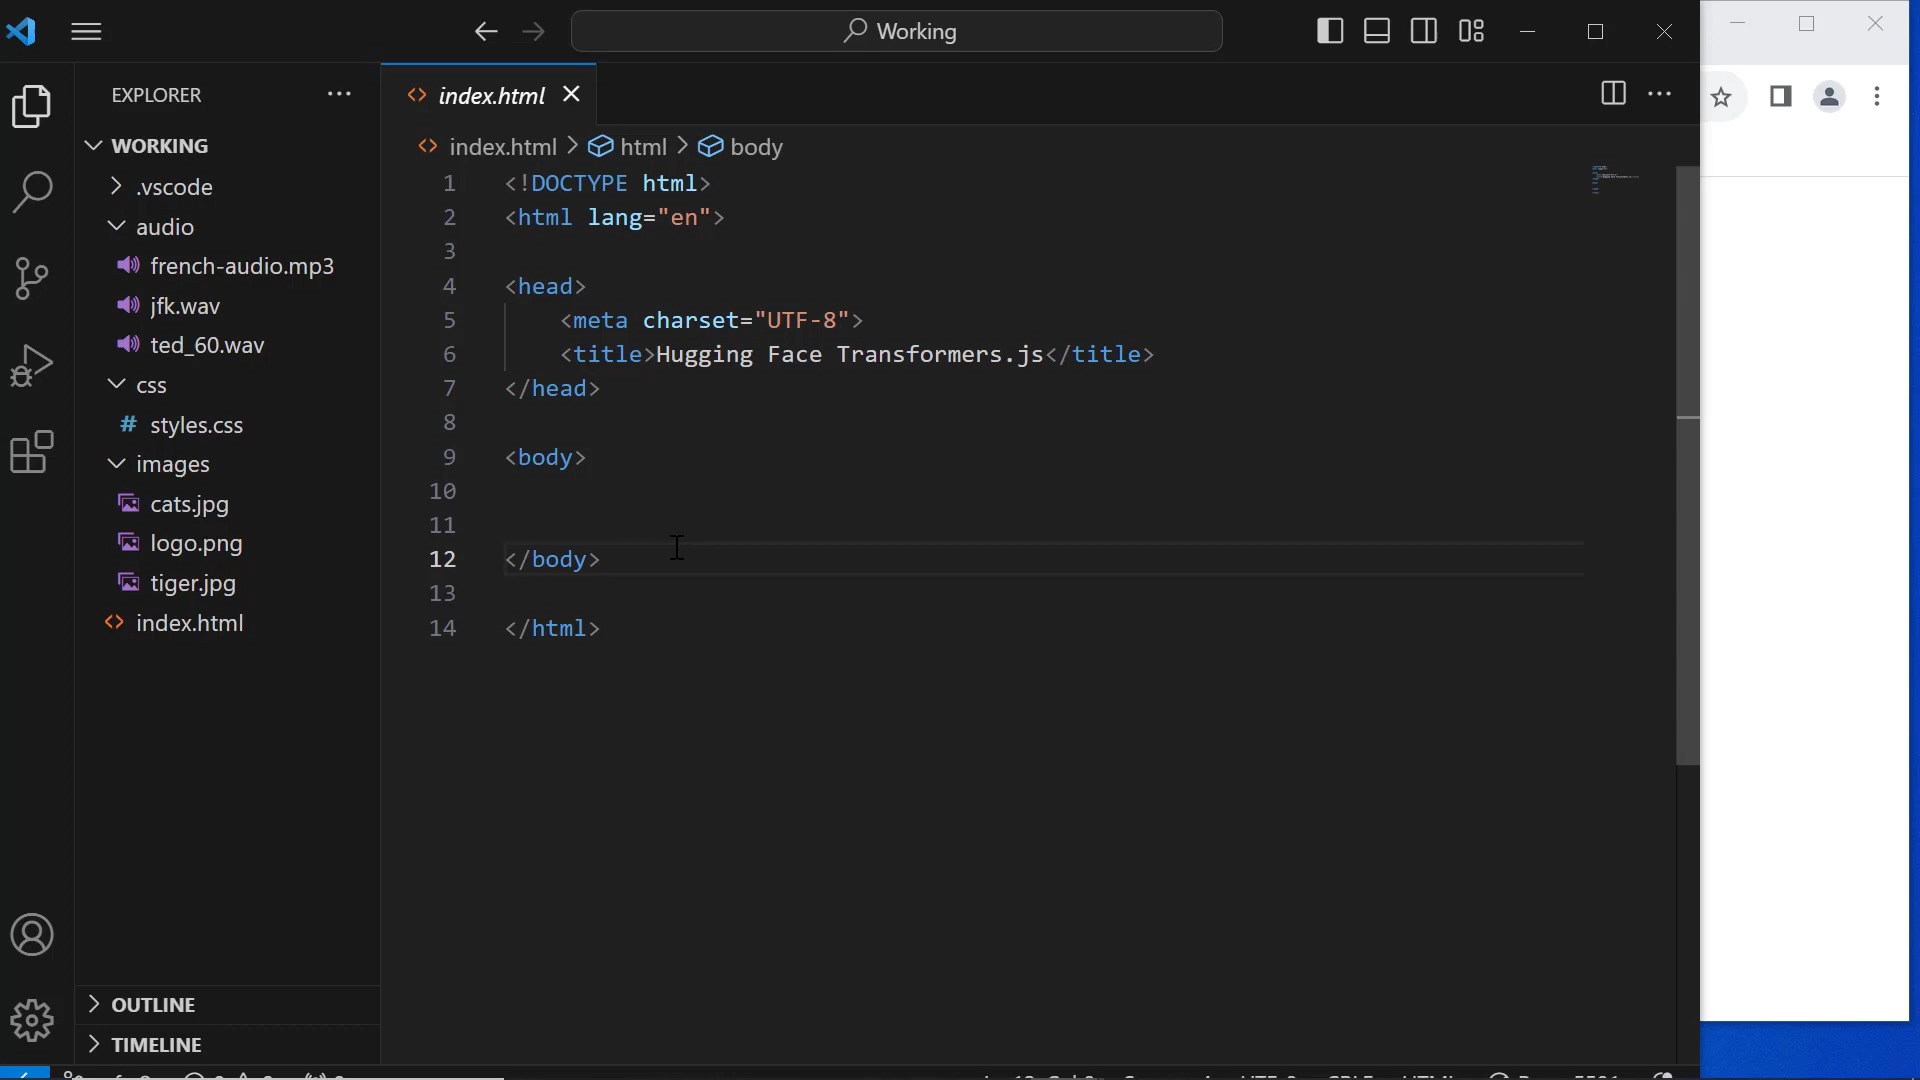 Working
EXPLORER
WORKING
.vscode
audio
french-audio.mp3
jfk.wav
ted_60.wav
css
styles.css
images
cats.jpg
logo.png
tiger.jpg
index.html
OUTLINE
TIMELINE
index.html
index.html > html > body
1 <!DOCTYPE html>
2 <html lang="en">
3
4 <head>
5 <meta charset="UTF-8">
6 <title>Hugging Face Transformers.js</title>
7 </head>
8
9 <body>
10
11
12 </body>
13
14 </html>